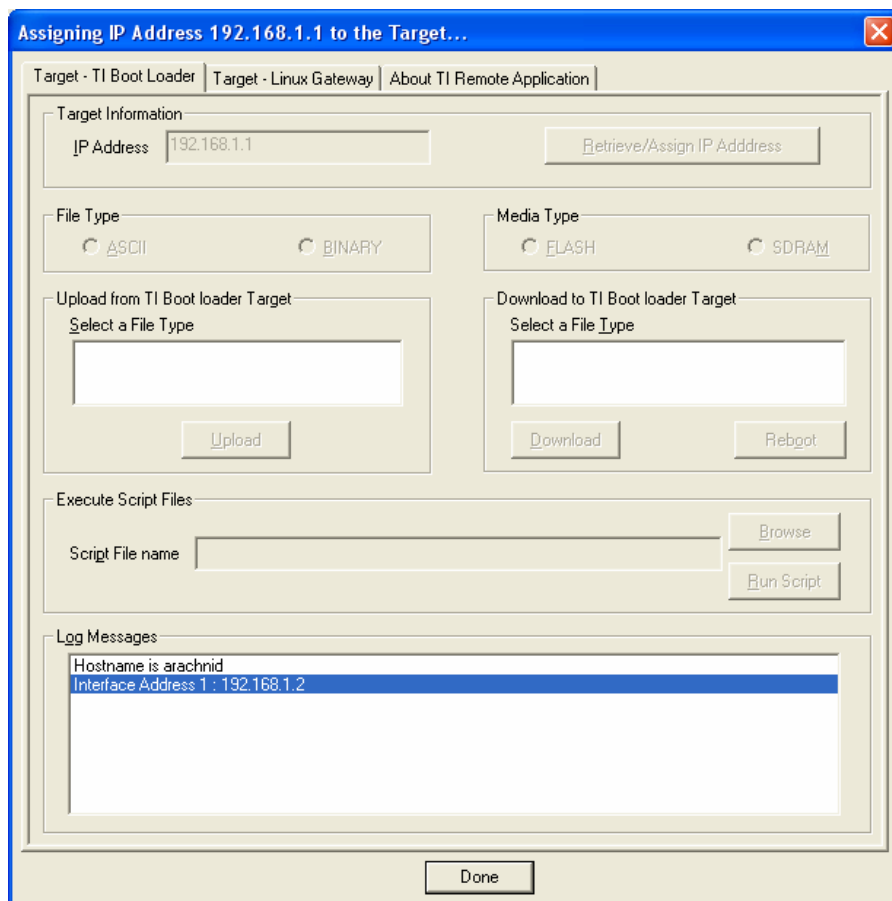 Assigning IP Address 192.168.1.1 to the Target...
Target - TI Boot Loader
Target - Linux Gateway
About TI Remote Application
Target Information
IP Address
192.168.1.1
Retrieve/Assign IP Adddress
File Type
ASCII
BINARY
Media Type
FLASH
SDRAM
Upload from TI Boot loader Target
Select a File Type
Upload
Download to TI Boot loader Target
Select a File Type
Download
Reboot
Execute Script Files
Script File name
Browse
Run Script
Log Messages
Hostname is arachnid
Interface Address 1 : 192.168.1.2
Done